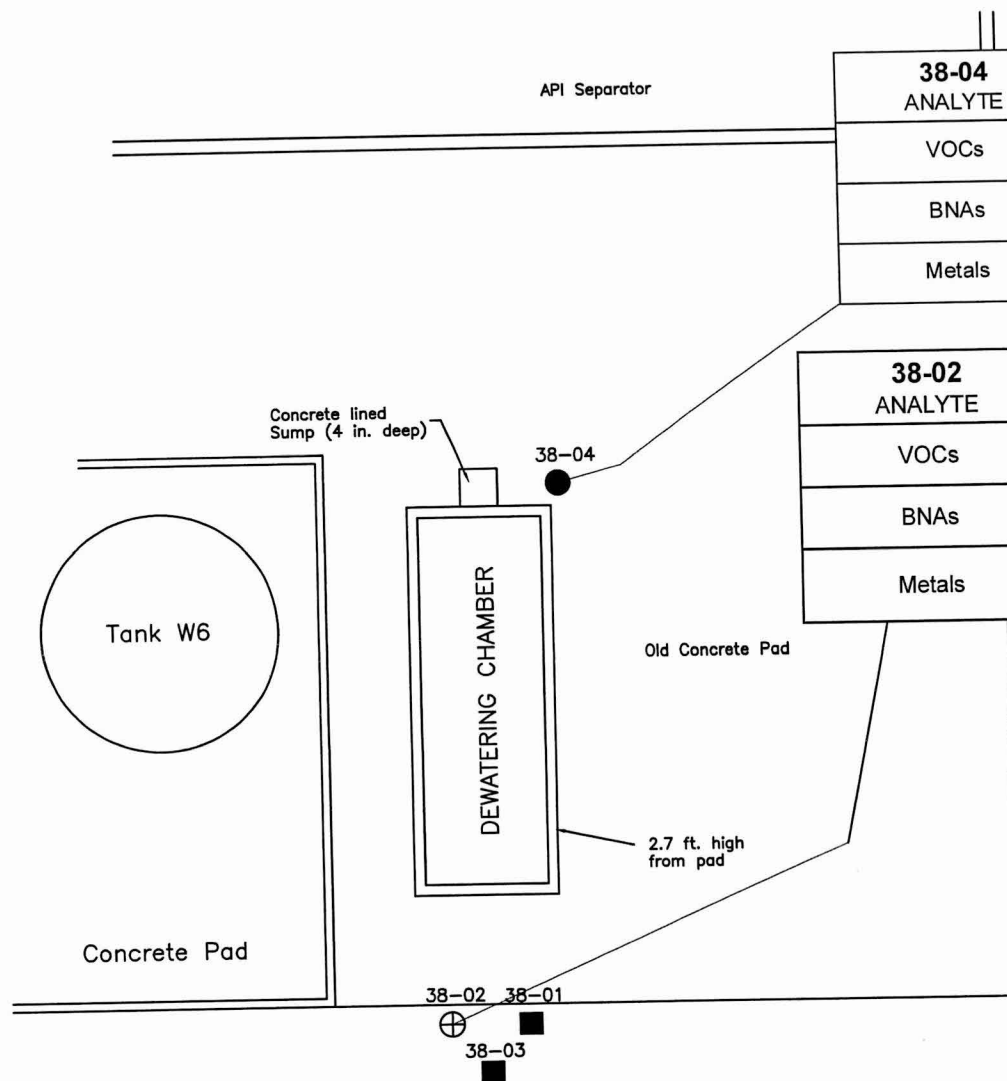 API Separator
38-04
ANALYTE
VOCs
BNAs
Metals
38-02
ANALYTE
VOCs
BNAs
Metals
Concrete lined
Sump (4 in. deep)
38-04
Tank W6
DEWATERING CHAMBER
Old Concrete Pad
2.7 ft. high
from pad
Concrete Pad
38-02
38-01
38-03